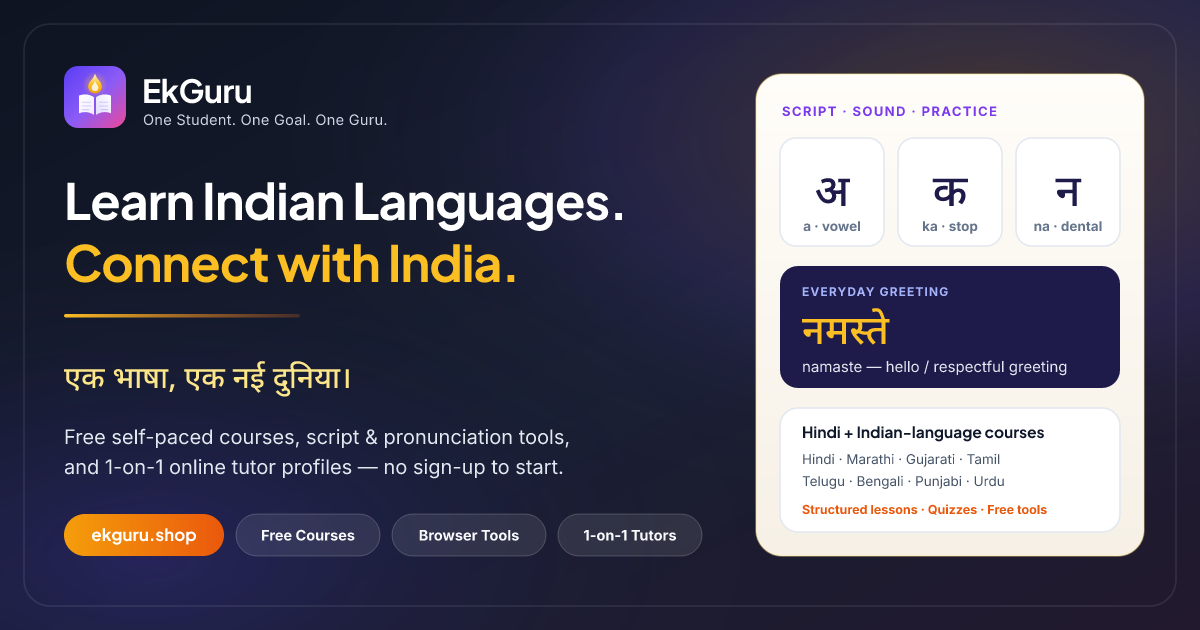 EkGuru
One Student. One Goal. One Guru.
Learn Indian Languages.
Connect with India.
एक भाषा, एक नई दुनिया।
Free self-paced courses, script & pronunciation tools,
and 1-on-1 online tutor profiles — no sign-up to start.
ekguru.shop
Free Courses
Browser Tools
1-on-1 Tutors
SCRIPT · SOUND · PRACTICE
अ
a · vowel
क
ka · stop
न
na · dental
EVERYDAY GREETING
नमस्ते
namaste — hello / respectful greeting
Hindi + Indian-language courses
Hindi · Marathi · Gujarati · Tamil
Telugu · Bengali · Punjabi · Urdu
Structured lessons · Quizzes · Free tools